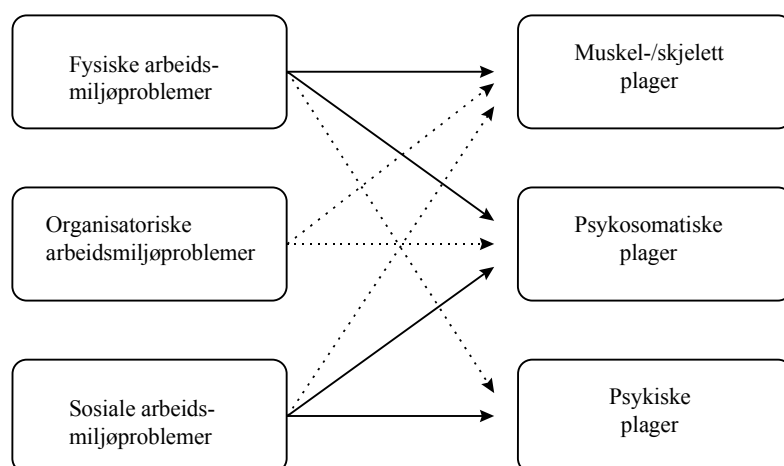 Fysiske arbeids-
miljøproblemer
Muskel-/skjelett
plager
Organisatoriske
arbeidsmiljøproblemer
Psykosomatiske
plager
Sosiale arbeids-
miljøproblemer
Psykiske
plager